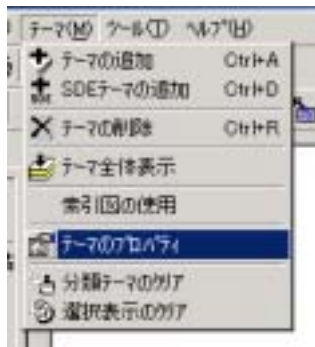 テーマ(M) ツール(T) ヘルプ(H)
テーマの追加 Ctrl+A
SDEテーマの追加 Ctrl+D
テーマの削除 Ctrl+R
テーマ全体表示
索引図の使用
テーマのプロパティ
分類テーマのクリア
選択表示のクリア